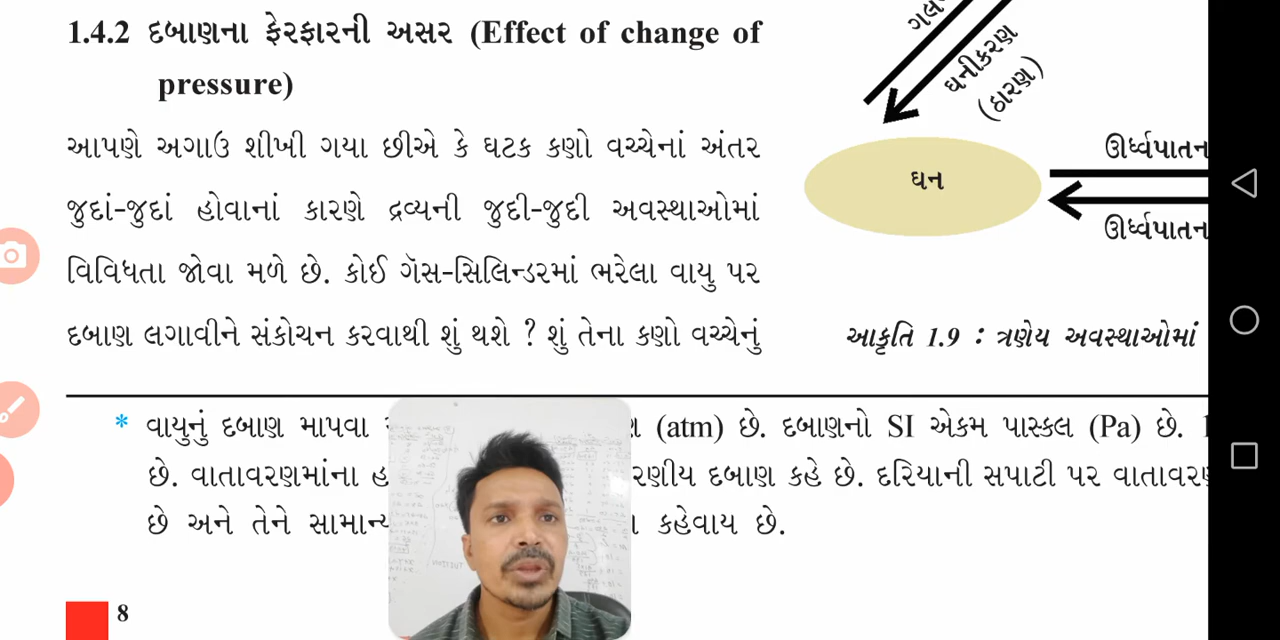 1.4.2 દબાણના ફેરફારની અસર (Effect of change of
pressure)
આપણે અગાઉ શીખી ગયા છીએ કે ઘટક કણો વચ્ચેનાં અંતર
જુદાં-જુદાં હોવાનાં કારણે દ્રવ્યની જુદી-જુદી અવસ્થાઓમાં
વિવિધતા જોવા મળે છે. કોઈ ગૅસ-સિલિન્ડરમાં ભરેલા વાયુ પર
દબાણ લગાવીને સંકોચન કરવાથી શું થશે ? શું તેના કણો વચ્ચેનું
ઘનીકરણ
(ઠારણ)
ઘન
ઊર્ધ્વપાતન
ઊર્ધ્વપાતન
આકૃતિ 1.9 : ત્રણેય અવસ્થાઓમાં
* વાયુનું દબાણ માપવા (atm) છે. દબાણનો SI એકમ પાસ્કલ (Pa) છે.
છે. વાતાવરણમાંના દબાણ કહે છે. દરિયાની સપાટી પર
છે અને તેને કહેવાય છે.
8